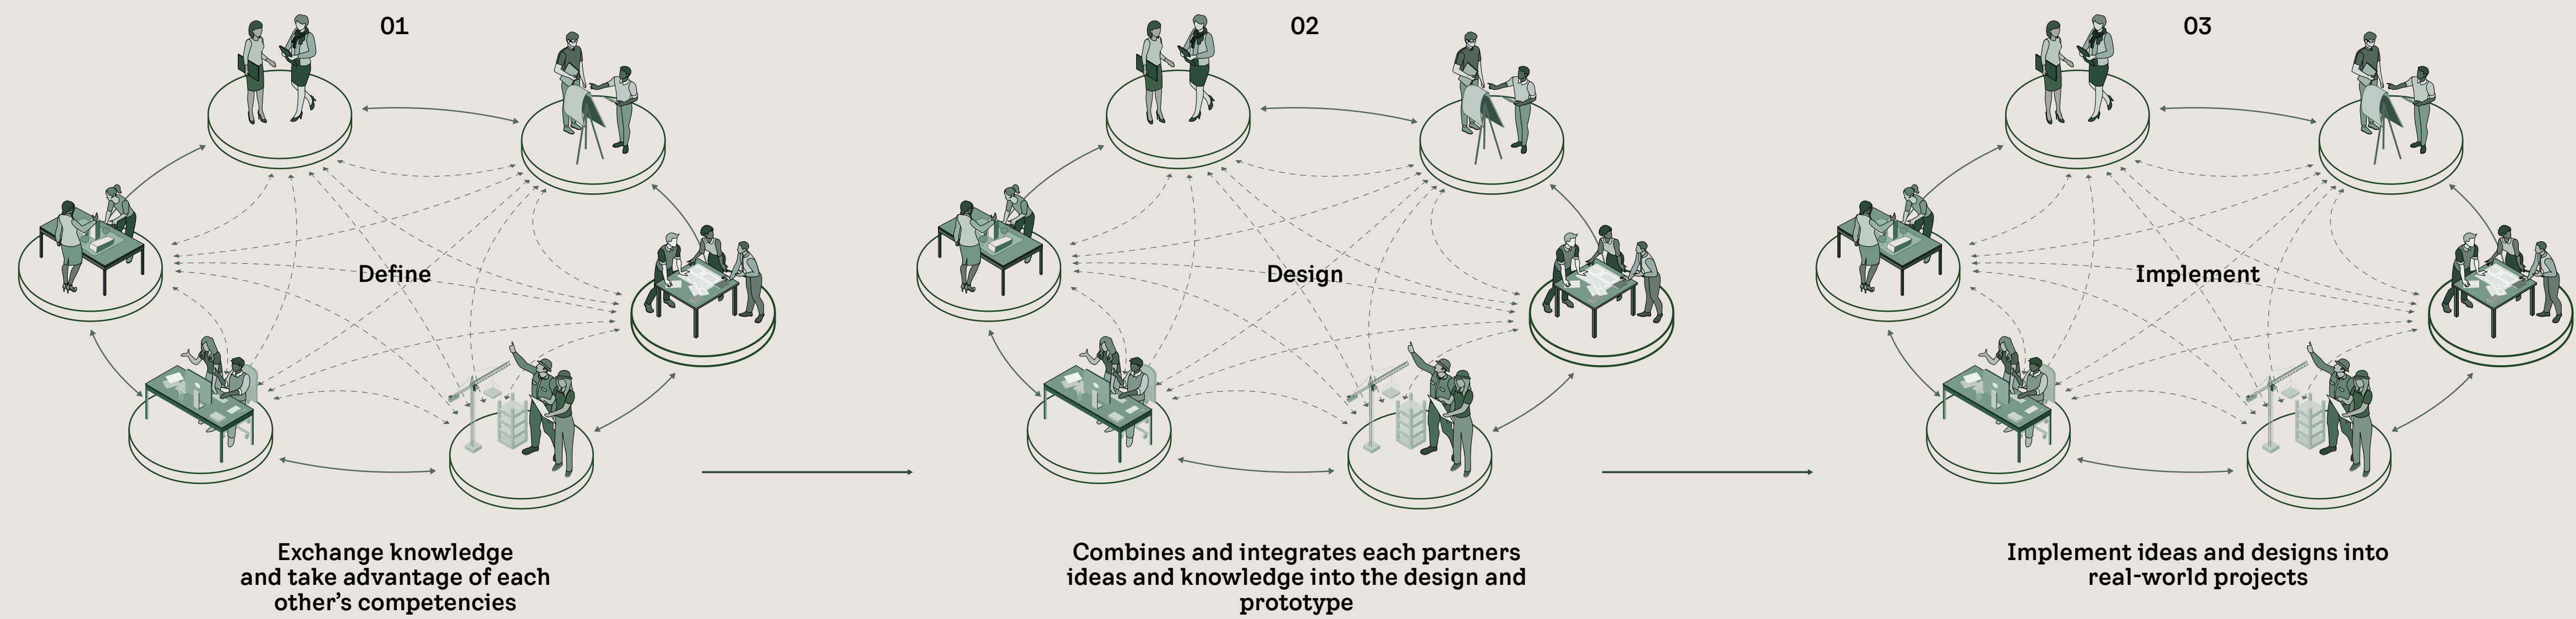 01
Define
Exchange knowledge
and take advantage of each
other's competencies
02
Design
Combines and integrates each partners
ideas and knowledge into the design and
prototype
03
Implement
Implement ideas and designs into
real-world projects